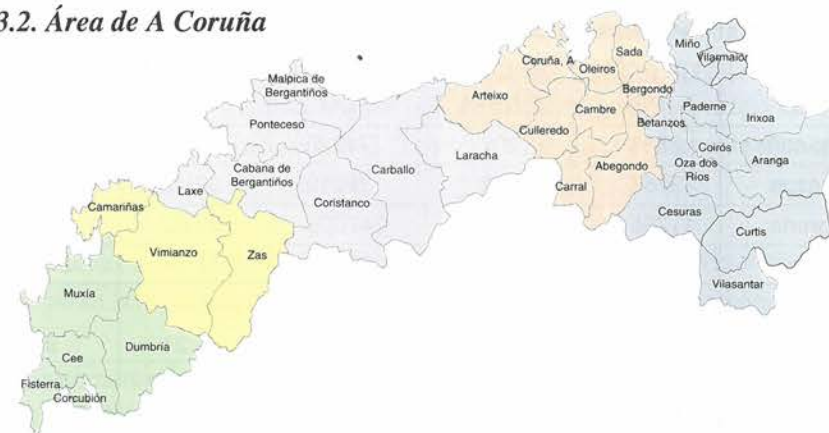 3.2. Área de A Coruña
Miño
Vilarmaior
Sada
Coruña, A
Oleiros
Malpica de
Bergantiños
Arteixo
Bergondo
Paderne
Irixoa
Cambre
Ponteceso
Culleredo
Betanzos
Coirós
Laracha
Aranga
Cabana de
Bergantiños
Carballo
Abegondo
Oza dos
Ríos
Laxe
Carral
Coristanco
Camariñas
Cesuras
Curtis
Vimianzo
Zas
Vilasantar
Muxía
Dumbría
Cee
Fisterra
Corcubión